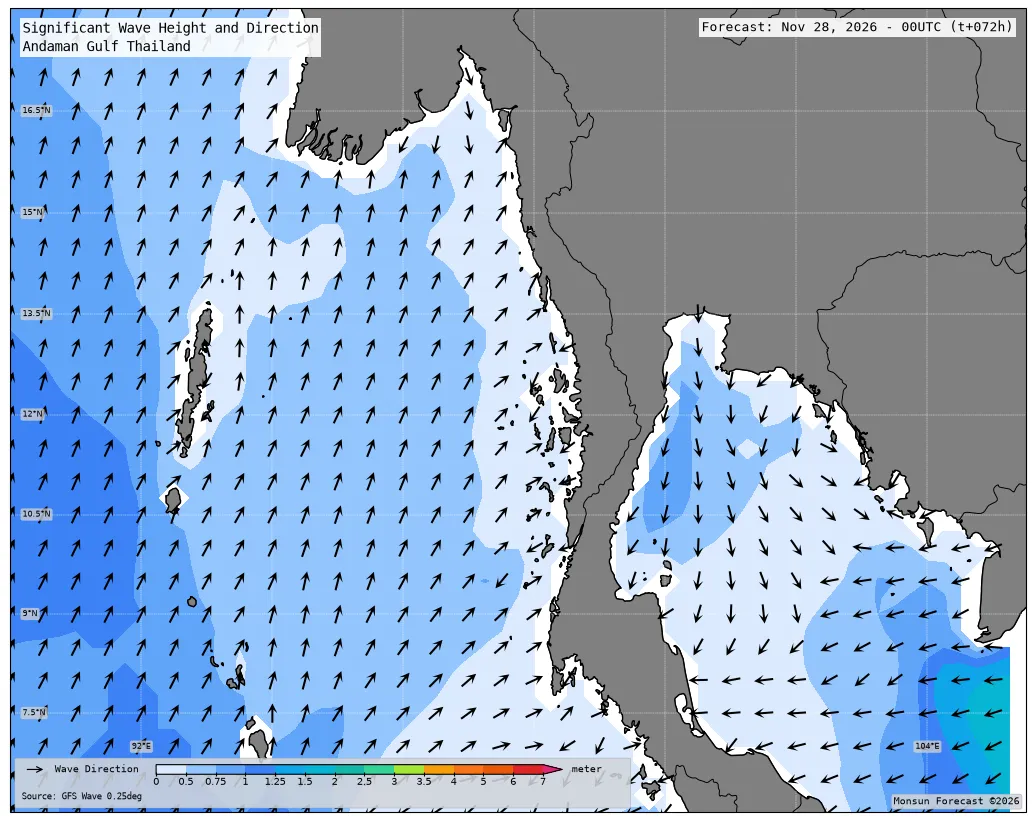 Significant Wave Height and Direction
Andaman Gulf Thailand
Forecast: Nov 28, 2026 - 00UTC (t+072h)
16.5°N
15°N
13.5°N
12°N
10.5°N
9°N
7.5°N
92°E
104°E
Wave Direction
meter
0.5 0.75 1 1.25 1.5 2 2.5 3 3.5 4 5 6 7
Source: GFS Wave 0.25deg
Monsun Forecast ©2026